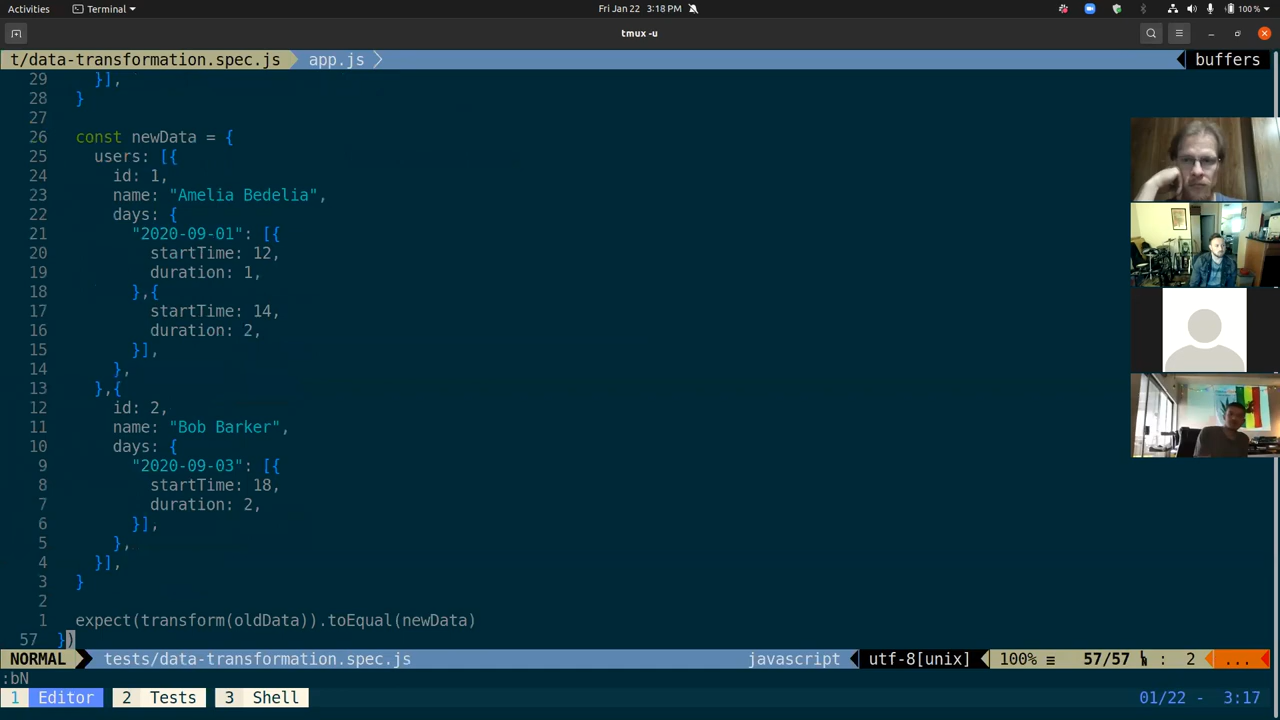 Activities Terminal Fri Jan 22 3:18 PM 100 %
tmux -u
t/data-transformation.spec.js app.js buffers
29 }],
28 }
27
26 const newData = {
25 users: [{
24 id: 1,
23 name: "Amelia Bedelia",
22 days: {
21 "2020-09-01": [{
20 startTime: 12,
19 duration: 1,
18 },{
17 startTime: 14,
16 duration: 2,
15 }],
14 },
13 },{
12 id: 2,
11 name: "Bob Barker",
10 days: {
9 "2020-09-03": [{
8 startTime: 18,
7 duration: 2,
6 }],
5 },
4 }],
3 }
2
1 expect(transform(oldData)).toEqual(newData)
57 })
NORMAL tests/data-transformation.spec.js javascript utf-8[unix] 100% ≡ 57/57 : 2 ...
:bN
1 Editor 2 Tests 3 Shell 01/22 - 3:17